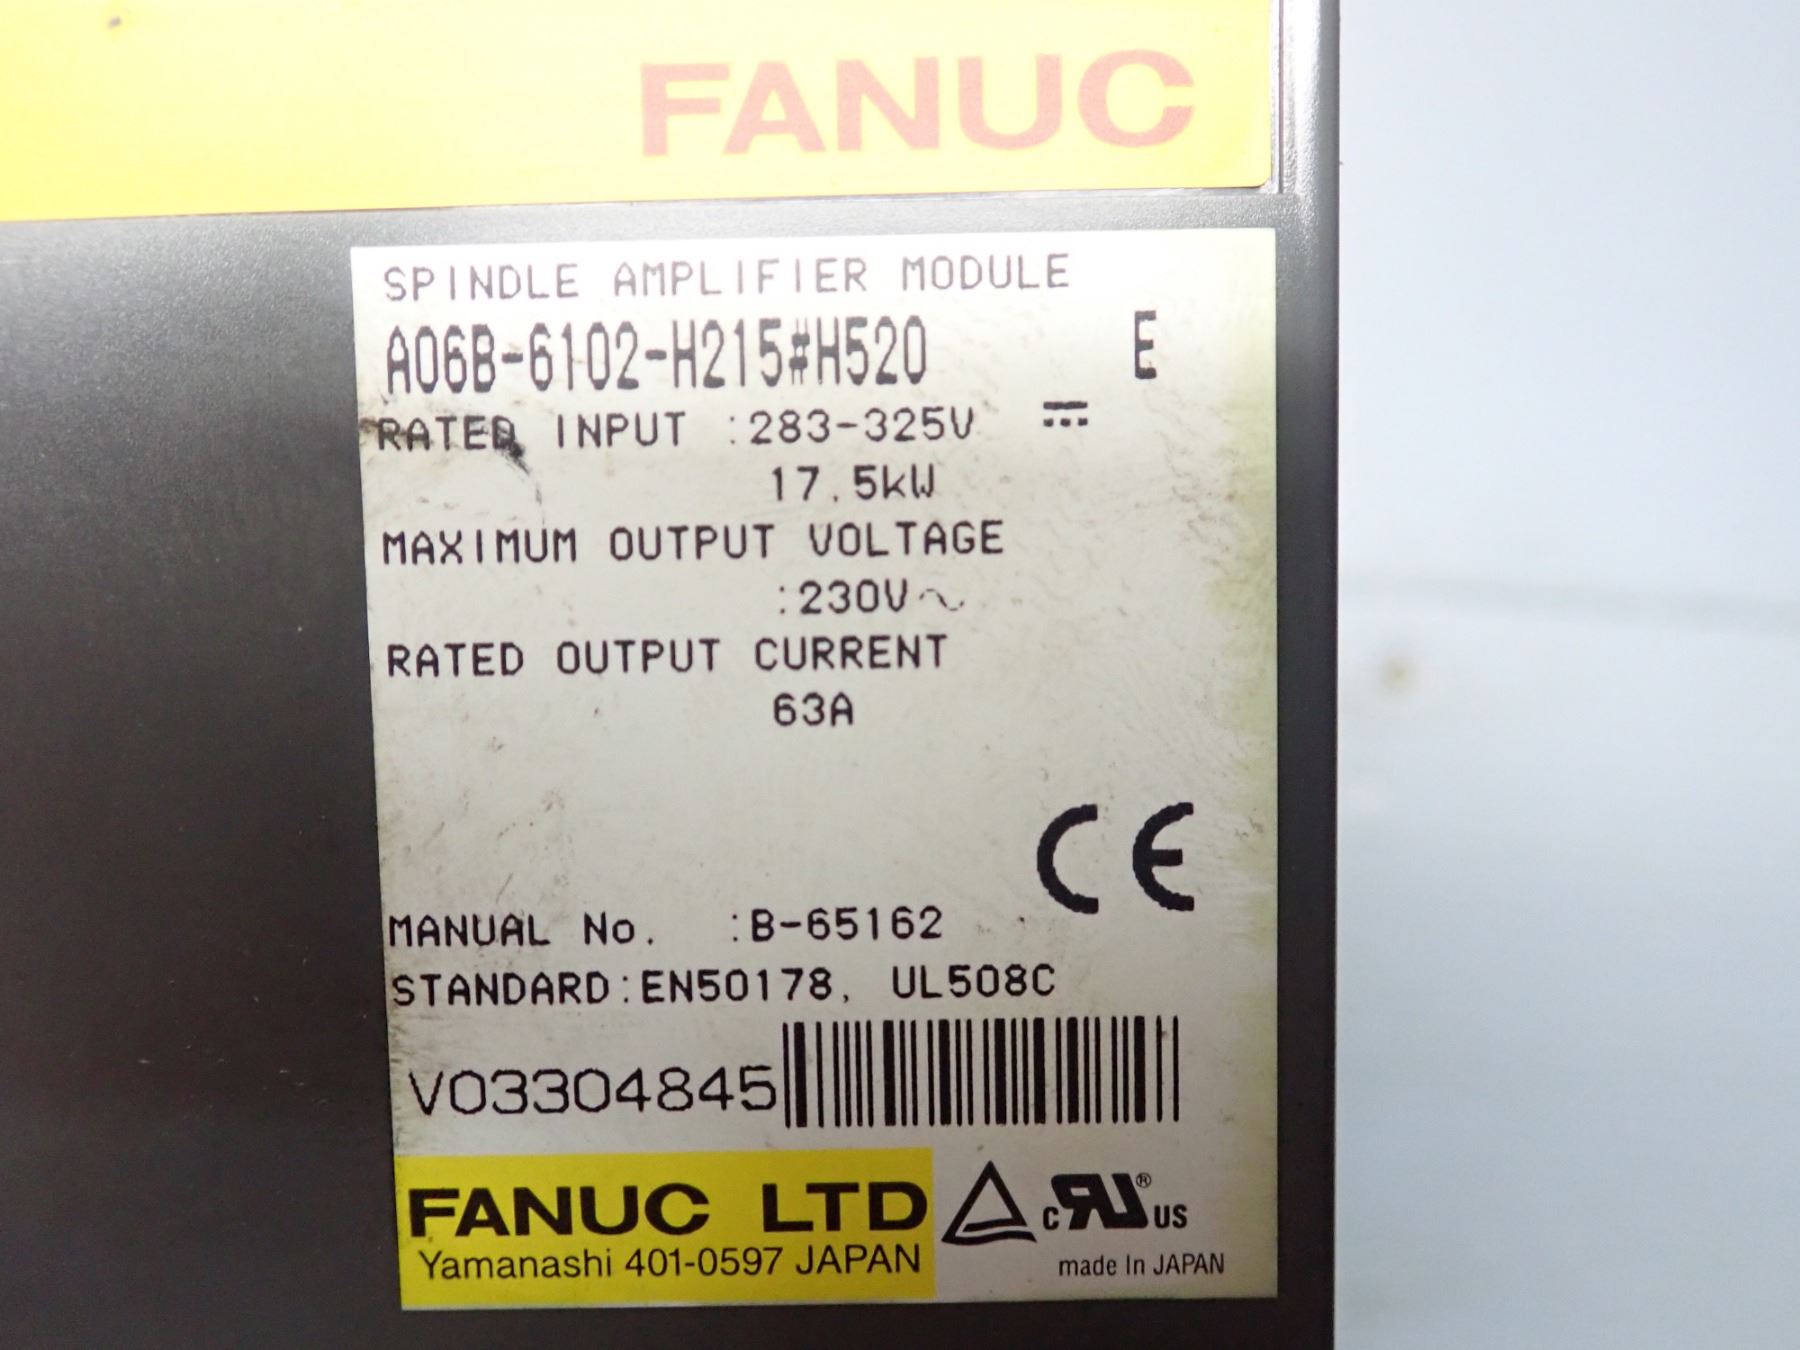 FANUC
SPINDLE AMPLIFIER MODULE
A06B-6102-H215#H520 E
RATED INPUT :283-325V ⎓
17.5kW
MAXIMUM OUTPUT VOLTAGE
:230V~
RATED OUTPUT CURRENT
63A
CE
MANUAL No. :B-65162
STANDARD:EN50178, UL508C
V03304845
FANUC LTD
Yamanashi 401-0597 JAPAN
c RU® US
made In JAPAN